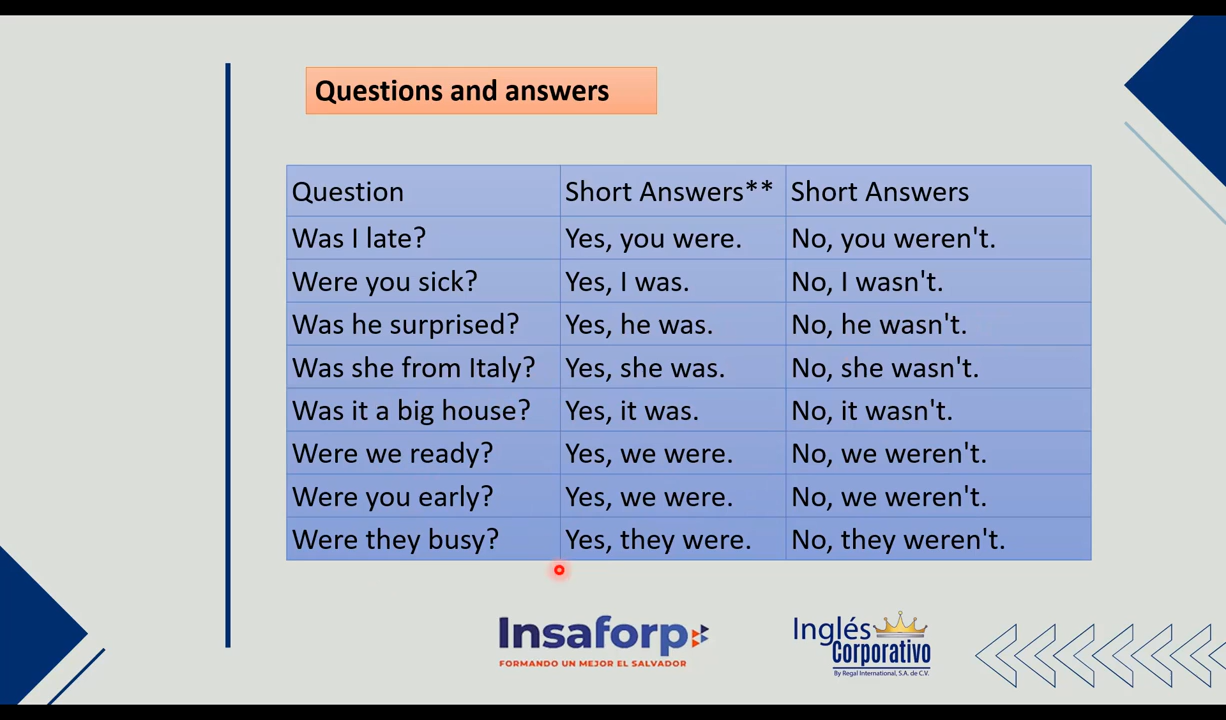 Questions and answers
Question Short Answers** Short Answers
Was I late? Yes, you were. No, you weren't.
Were you sick? Yes, I was. No, I wasn't.
Was he surprised? Yes, he was. No, he wasn't.
Was she from Italy? Yes, she was. No, she wasn't.
Was it a big house? Yes, it was. No, it wasn't.
Were we ready? Yes, we were. No, we weren't.
Were you early? Yes, we were. No, we weren't.
Were they busy? Yes, they were. No, they weren't.
Insaforp
FORMANDO UN MEJOR EL SALVADOR
Inglés
Corporativo
By Regal International, S.A. de C.V.